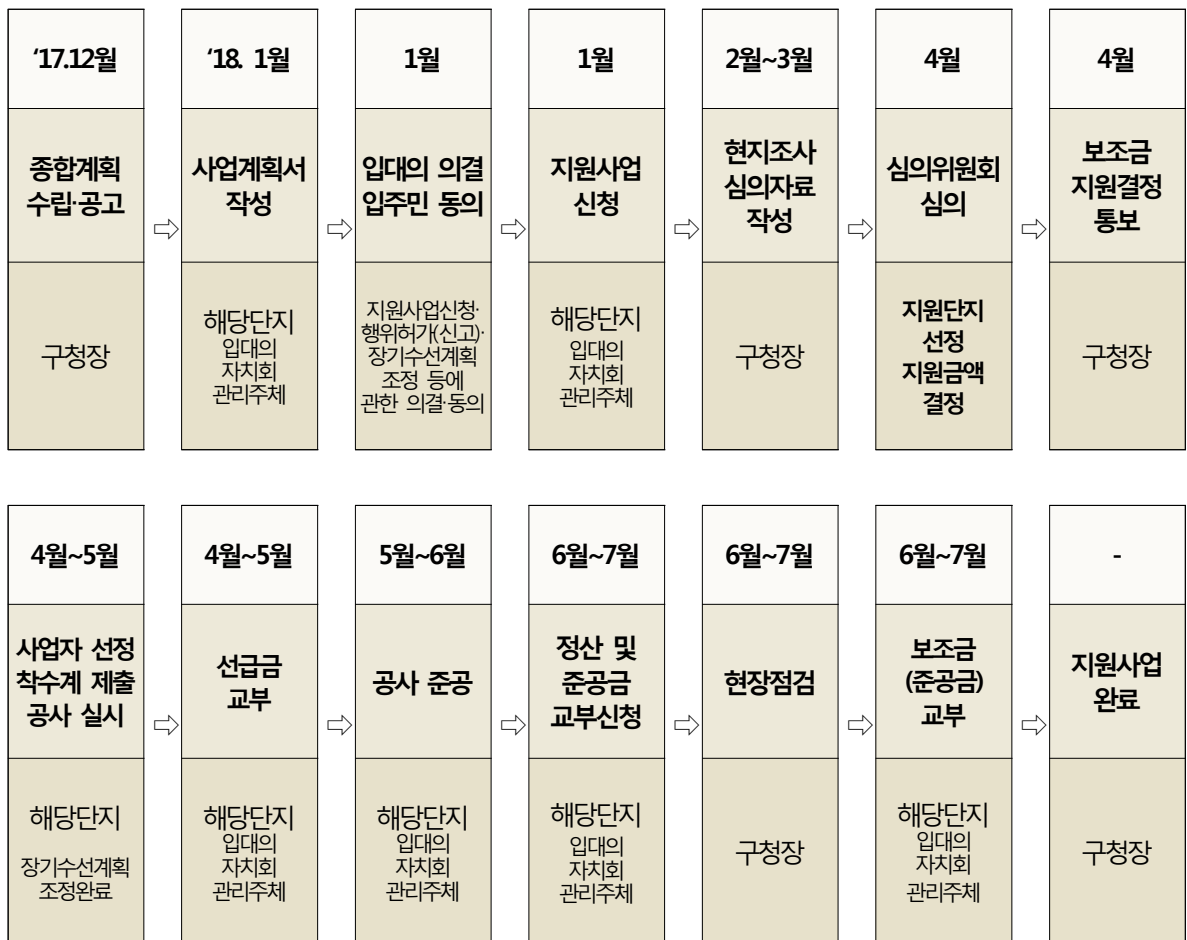 ‘17.12월
‘18. 1월
1월
1월
2월~3월
4월
4월
종합계획
수립·공고
사업계획서
작성
입대의 의결
입주민 동의
지원사업
신청
현지조사
심의자료
작성
심의위원회
심의
보조금
지원결정
통보
구청장
해당단지
입대의
자치회
관리주체
지원사업신청·
행위허가(신고)·
장기수선계획
조정 등에
관한 의결·동의
해당단지
입대의
자치회
관리주체
구청장
지원단지
선정
지원금액
결정
구청장
4월~5월
4월~5월
5월~6월
6월~7월
6월~7월
6월~7월
-
사업자 선정
착수계 제출
공사 실시
선급금
교부
공사 준공
정산 및
준공금
교부신청
현장점검
보조금
(준공금)
교부
지원사업
완료
해당단지
장기수선계획
조정완료
해당단지
입대의
자치회
관리주체
해당단지
입대의
자치회
관리주체
해당단지
입대의
자치회
관리주체
구청장
해당단지
입대의
자치회
관리주체
구청장